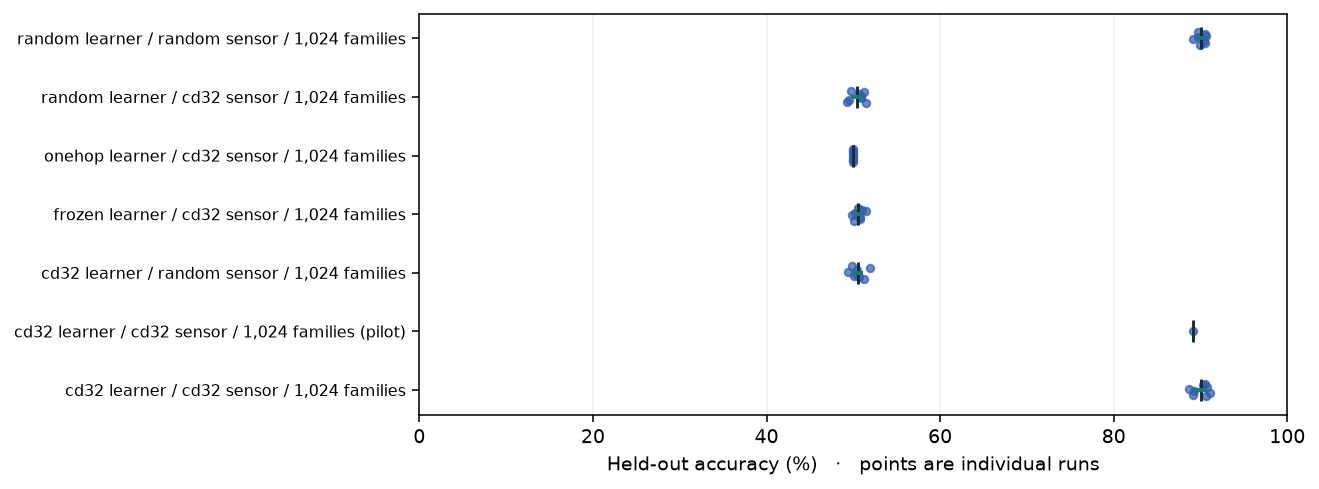 random learner / random sensor / 1,024 families
random learner / cd32 sensor / 1,024 families
onehop learner / cd32 sensor / 1,024 families
frozen learner / cd32 sensor / 1,024 families
cd32 learner / random sensor / 1,024 families
cd32 learner / cd32 sensor / 1,024 families (pilot)
cd32 learner / cd32 sensor / 1,024 families
0 20 40 60 80 100
Held-out accuracy (%) · points are individual runs